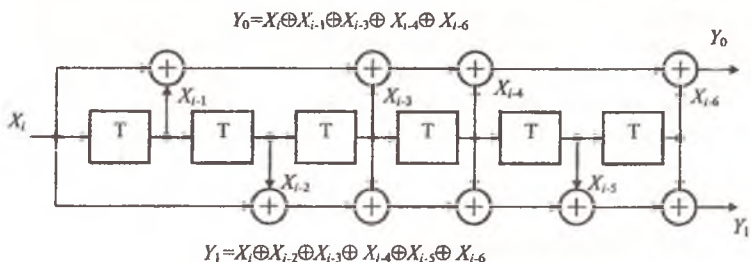 Y₀=Xᵢ⊕Xᵢ₋₁⊕Xᵢ₋₃⊕ Xᵢ₋₄⊕ Xᵢ₋₆
Y₀
Xᵢ₋₁
Xᵢ₋₃
Xᵢ₋₄
Xᵢ₋₆
Xᵢ
T T T T T T
Xᵢ₋₂
Xᵢ₋₅
Y₁
Y₁=Xᵢ⊕Xᵢ₋₂⊕Xᵢ₋₃⊕ Xᵢ₋₄⊕Xᵢ₋₅⊕ Xᵢ₋₆